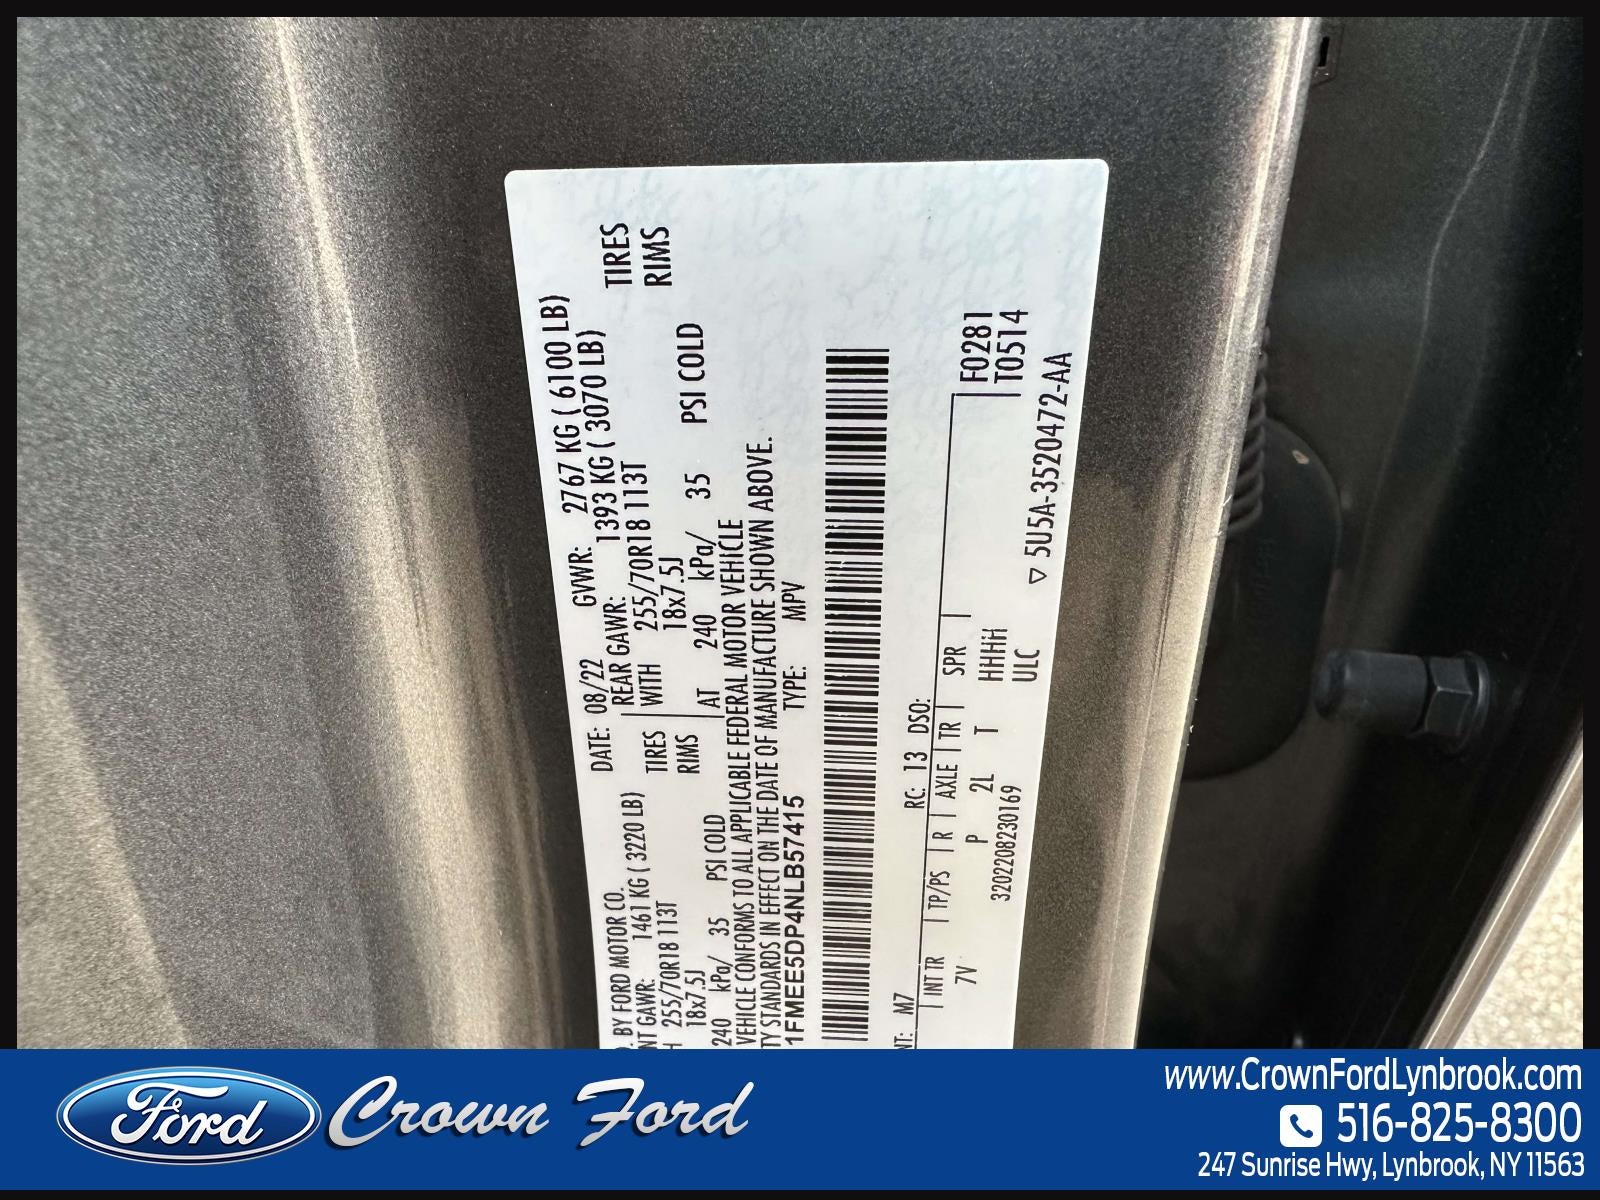 . BY FORD MOTOR CO.
DATE: 08/22
GVWR: 2767 KG ( 6100 LB)
NT GAWR: 1461 KG ( 3220 LB)
REAR GAWR: 1393 KG ( 3070 LB)
H 255/70R18 113T TIRES
WITH 255/70R18 113T TIRES
18x7.5J RIMS
18x7.5J RIMS
240 kPa/ 35 PSI COLD
AT 240 kPa/ 35 PSI COLD
VEHICLE CONFORMS TO ALL APPLICABLE FEDERAL MOTOR VEHICLE
TY STANDARDS IN EFFECT ON THE DATE OF MANUFACTURE SHOWN ABOVE.
1FMEE5DP4NLB57415 TYPE: MPV
NT: M7 RC: 13 DSO:
INT TR TP/PS R AXLE TR SPR F0281
7V P 2L T HHHH T0514
320220823​0169 ULC
▽ 5U5A-3520472-AA
Ford Crown Ford
www.CrownFordLynbrook.com
516-825-8300
247 Sunrise Hwy, Lynbrook, NY 11563